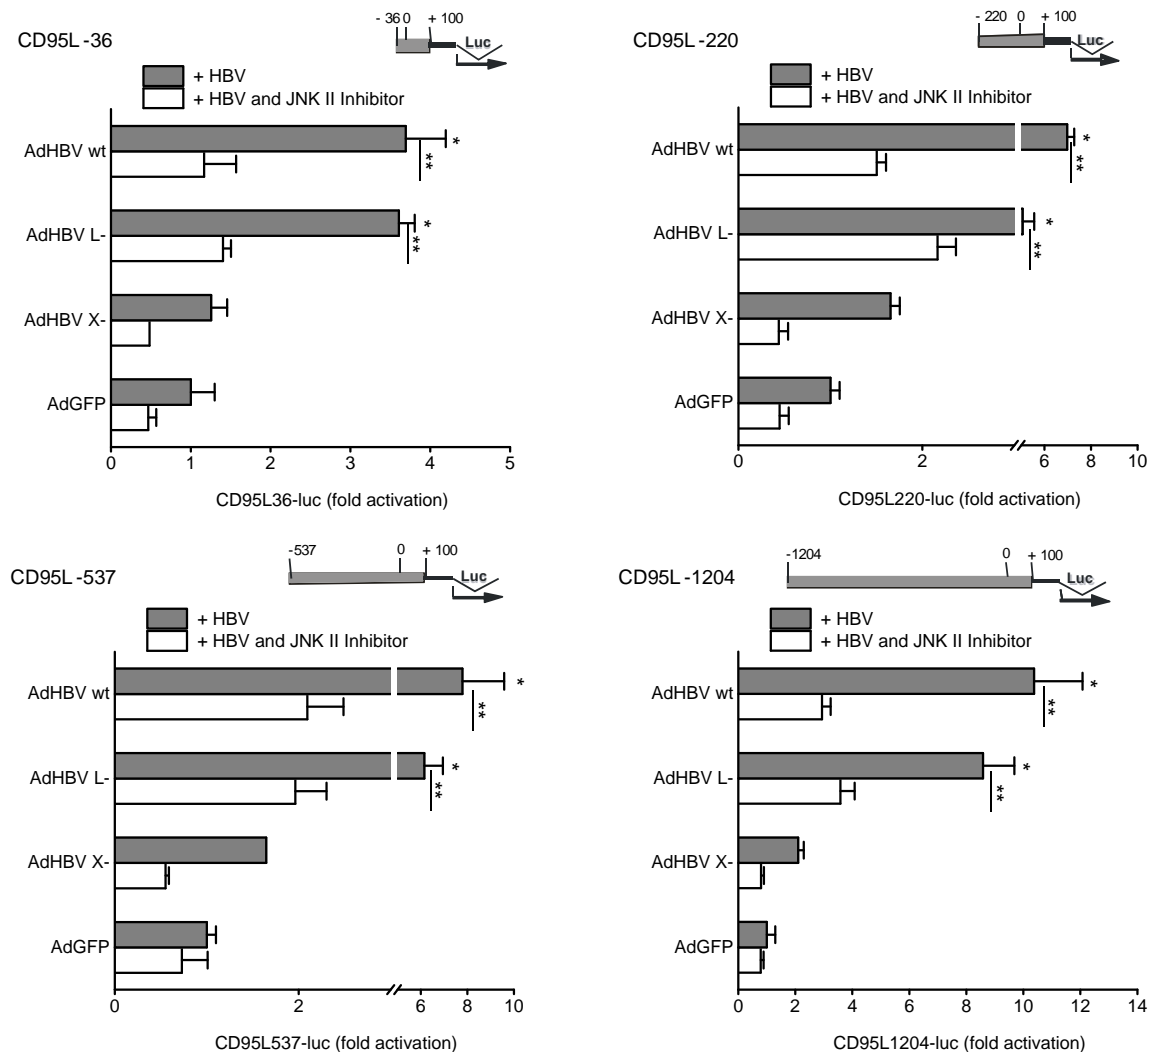 CD95L -36
- 36 0 + 100
Luc
+ HBV
+ HBV and JNK II Inhibitor
AdHBV wt
*
**
AdHBV L-
*
**
AdHBV X-
AdGFP
0 1 2 3 4 5
CD95L36-luc (fold activation)
CD95L -220
- 220 0 + 100
Luc
+ HBV
+ HBV and JNK II Inhibitor
AdHBV wt
*
**
AdHBV L-
*
**
AdHBV X-
AdGFP
0 2 6 10
CD95L220-luc (fold activation)
CD95L -537
-537 0 + 100
Luc
+ HBV
+ HBV and JNK II Inhibitor
AdHBV wt
*
**
AdHBV L-
*
**
AdHBV X-
AdGFP
0 2 6 8 10
CD95L537-luc (fold activation)
CD95L -1204
-1204 0 + 100
Luc
+ HBV
+ HBV and JNK II Inhibitor
AdHBV wt
*
**
AdHBV L-
*
**
AdHBV X-
AdGFP
0 2 4 6 8 10 12 14
CD95L1204-luc (fold activation)